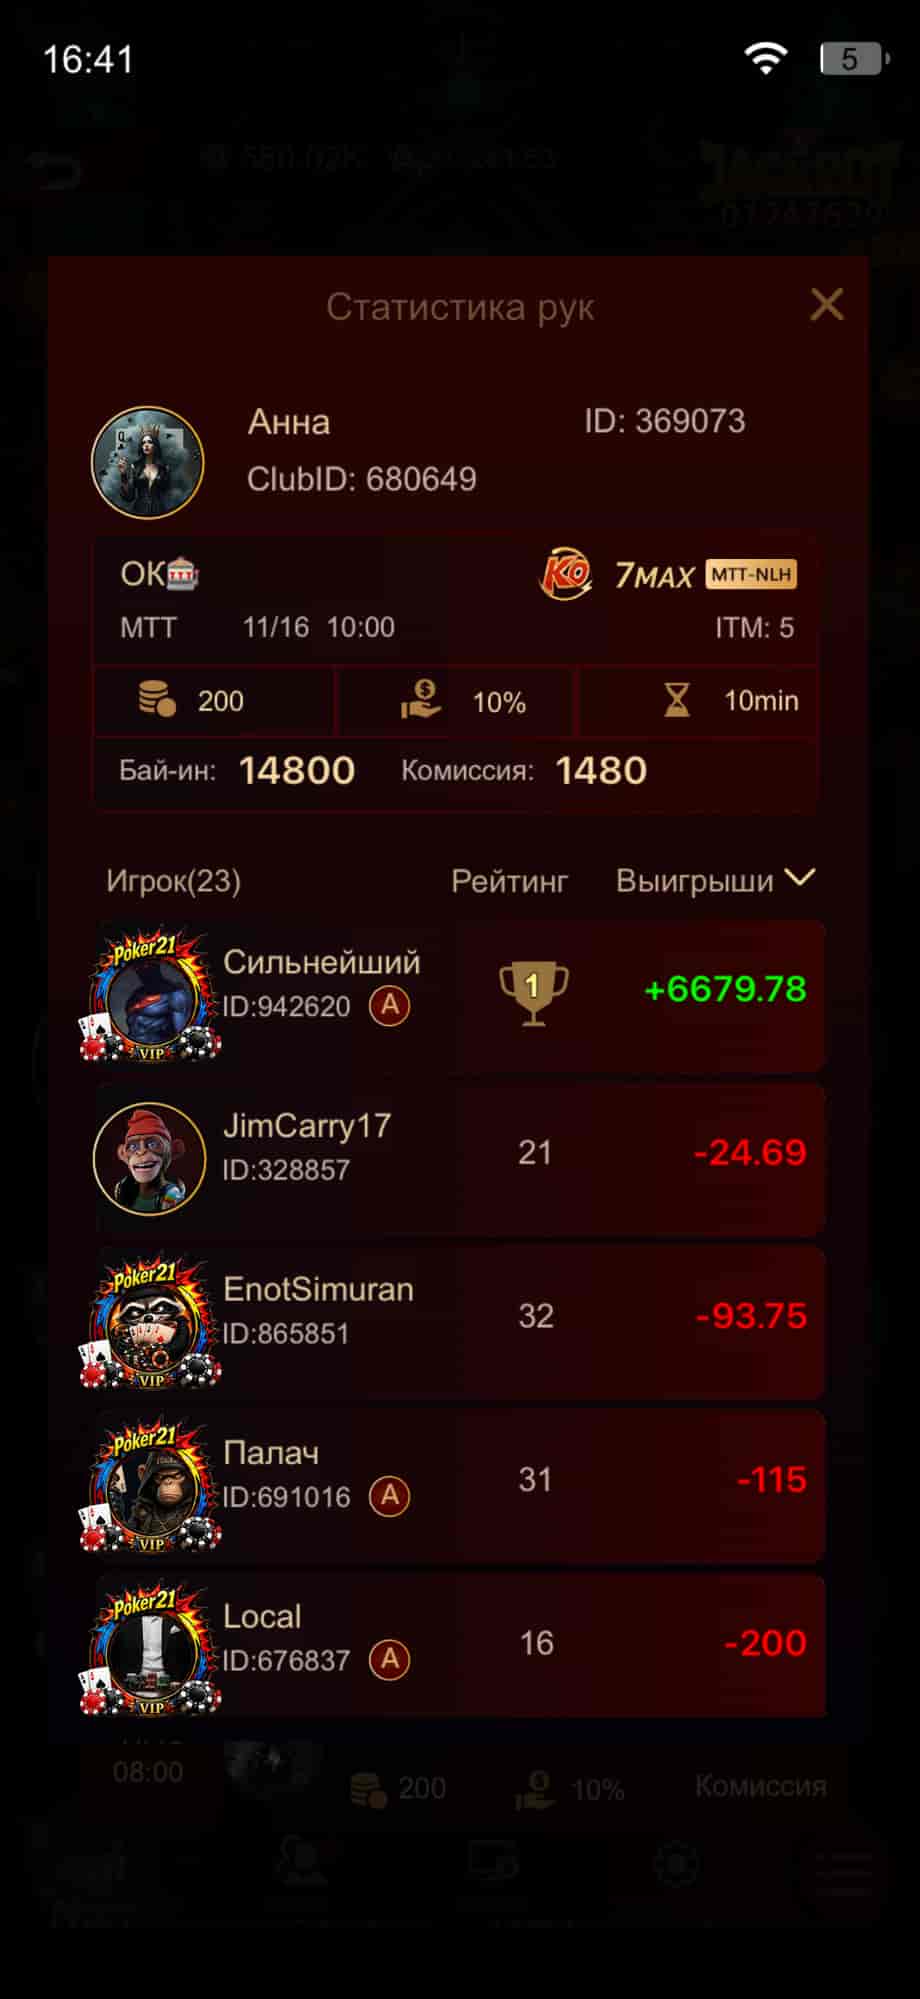 16:41
5
Статистика рук
Анна
ID: 369073
ClubID: 680649
ОК
KO 7MAX MTT-NLH
МТТ 11/16 10:00
ITM: 5
200
10%
10min
Бай-ин: 14800 Комиссия: 1480
Игрок(23) Рейтинг Выигрыши
Poker21
VIP
Сильнейший
ID:942620 A
1
+6679.78
JimCarry17
ID:328857
21
-24.69
Poker21
VIP
EnotSimuran
ID:865851
32
-93.75
Poker21
VIP
Палач
ID:691016 A
31
-115
Poker21
VIP
Local
ID:676837 A
16
-200
08:00
200
10%
Комиссия